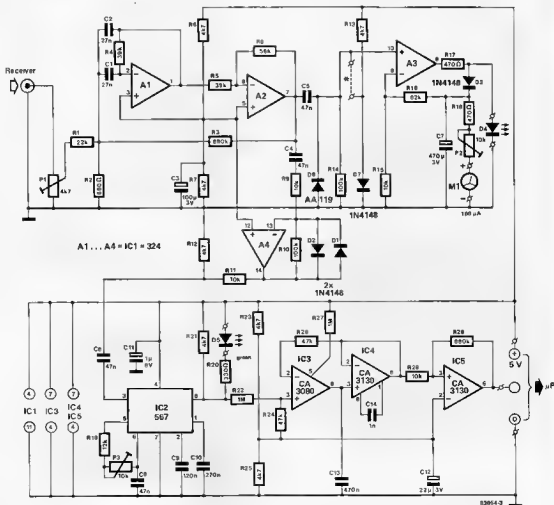 C2
27n
R4
39k
C1
27n
R6
4k7
R8
56k
R13
4k7
Receiver
A1
R5
39k
A2
C5
47n
*
A3
R17
470Ω
1N4148
D3
R16
82k
R18
470Ω
D4
R1
22k
R3
680k
P1
4k7
R2
680Ω
C4
47n
R9
10k
C3
100µ
3V
R7
4k7
D6
AA119
R14
100k
D7
1N4148
R15
10k
C7
470µ
3V
P2
10k
M1
100 µA
A1 . . . A4 = IC1 = 324
R12
4k7
A4
R10
100k
D2
D1
2x
1N4148
R11
10k
C8
47n
C11
1µ
6V
R21
4k7
D5
green
R20
330Ω
R23
4k7
R27
1M
R28
47k
IC3
CA
3080
IC4
CA
3130
R29
680k
IC5
CA
3130
5 V
µP
IC1
IC3
IC4
IC5
IC2
567
R22
1M
R24
47k
R26
10k
C14
1n
R19
12k
P3
10k
C6
47n
C9
120n
C10
270n
R25
4k7
C13
470n
C12
22µ 3V
83054-3